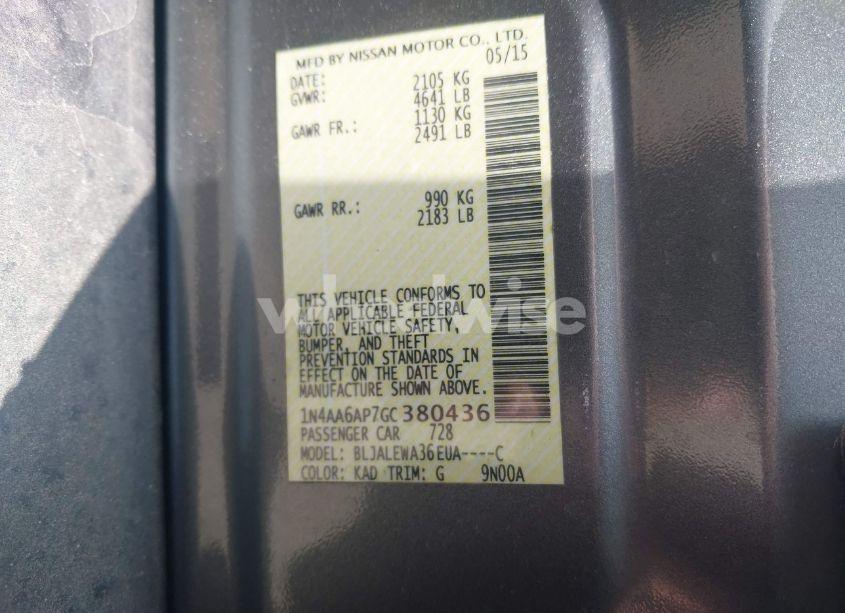 MFD BY NISSAN MOTOR CO., LTD.
DATE: 05/15
GVWR: 2105 KG
4641 LB
GAWR FR.: 1130 KG
2491 LB
GAWR RR.: 990 KG
2183 LB
THIS VEHICLE CONFORMS TO
ALL APPLICABLE FEDERAL
MOTOR VEHICLE SAFETY,
BUMPER, AND THEFT
PREVENTION STANDARDS IN
EFFECT ON THE DATE OF
MANUFACTURE SHOWN ABOVE.
1N4AA6AP7GC380436
PASSENGER CAR 728
MODEL: BLJALEWA36EUA----C
COLOR: KAD TRIM: G 9N00A